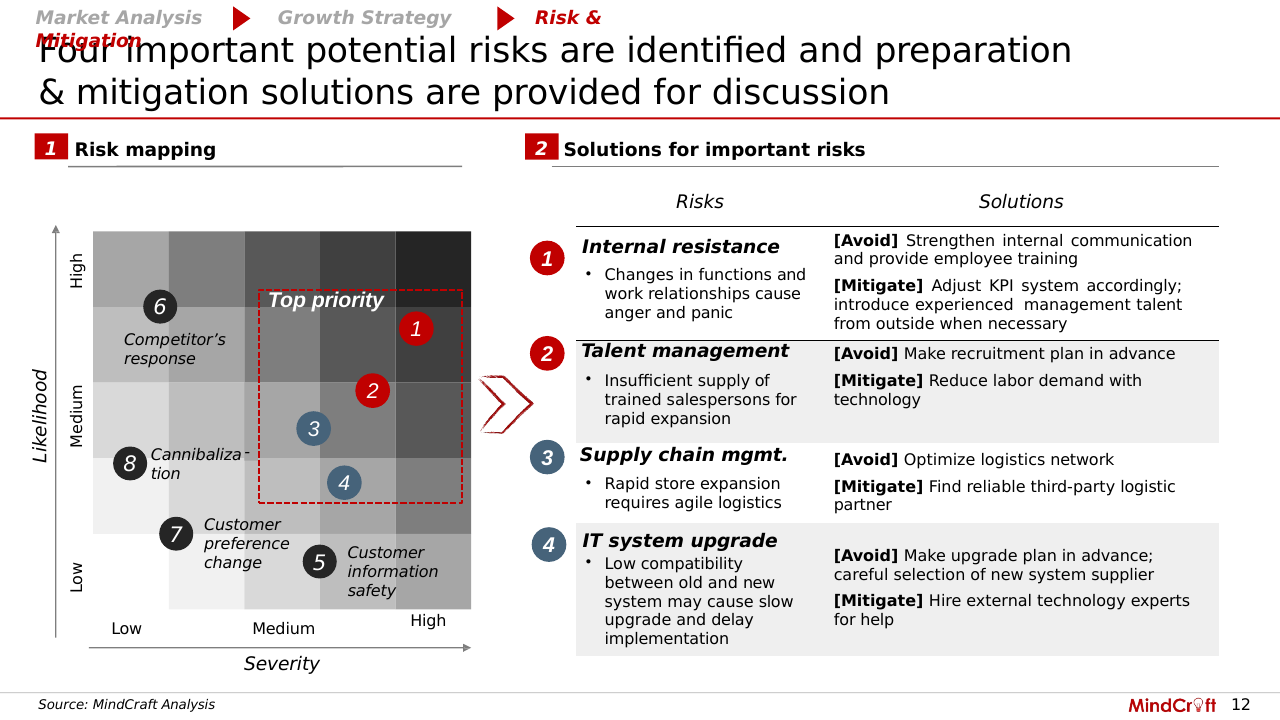 Market Analysis Growth Strategy Risk &
Mitigation
Four important potential risks are identified and preparation
& mitigation solutions are provided for discussion
1 Risk mapping
Likelihood
High
Medium
Low
Top priority
6
Competitor’s
response
1
2
3
8 Cannibaliza-
tion
4
7 Customer
preference
change
5 Customer
information
safety
Low Medium High
Severity
2 Solutions for important risks
Risks Solutions
1 Internal resistance
• Changes in functions and
work relationships cause
anger and panic
[Avoid] Strengthen internal communication
and provide employee training
[Mitigate] Adjust KPI system accordingly;
introduce experienced management talent
from outside when necessary
2 Talent management
• Insufficient supply of
trained salespersons for
rapid expansion
[Avoid] Make recruitment plan in advance
[Mitigate] Reduce labor demand with
technology
3 Supply chain mgmt.
• Rapid store expansion
requires agile logistics
[Avoid] Optimize logistics network
[Mitigate] Find reliable third-party logistic
partner
4 IT system upgrade
• Low compatibility
between old and new
system may cause slow
upgrade and delay
implementation
[Avoid] Make upgrade plan in advance;
careful selection of new system supplier
[Mitigate] Hire external technology experts
for help
Source: MindCraft Analysis
MindCraft 12